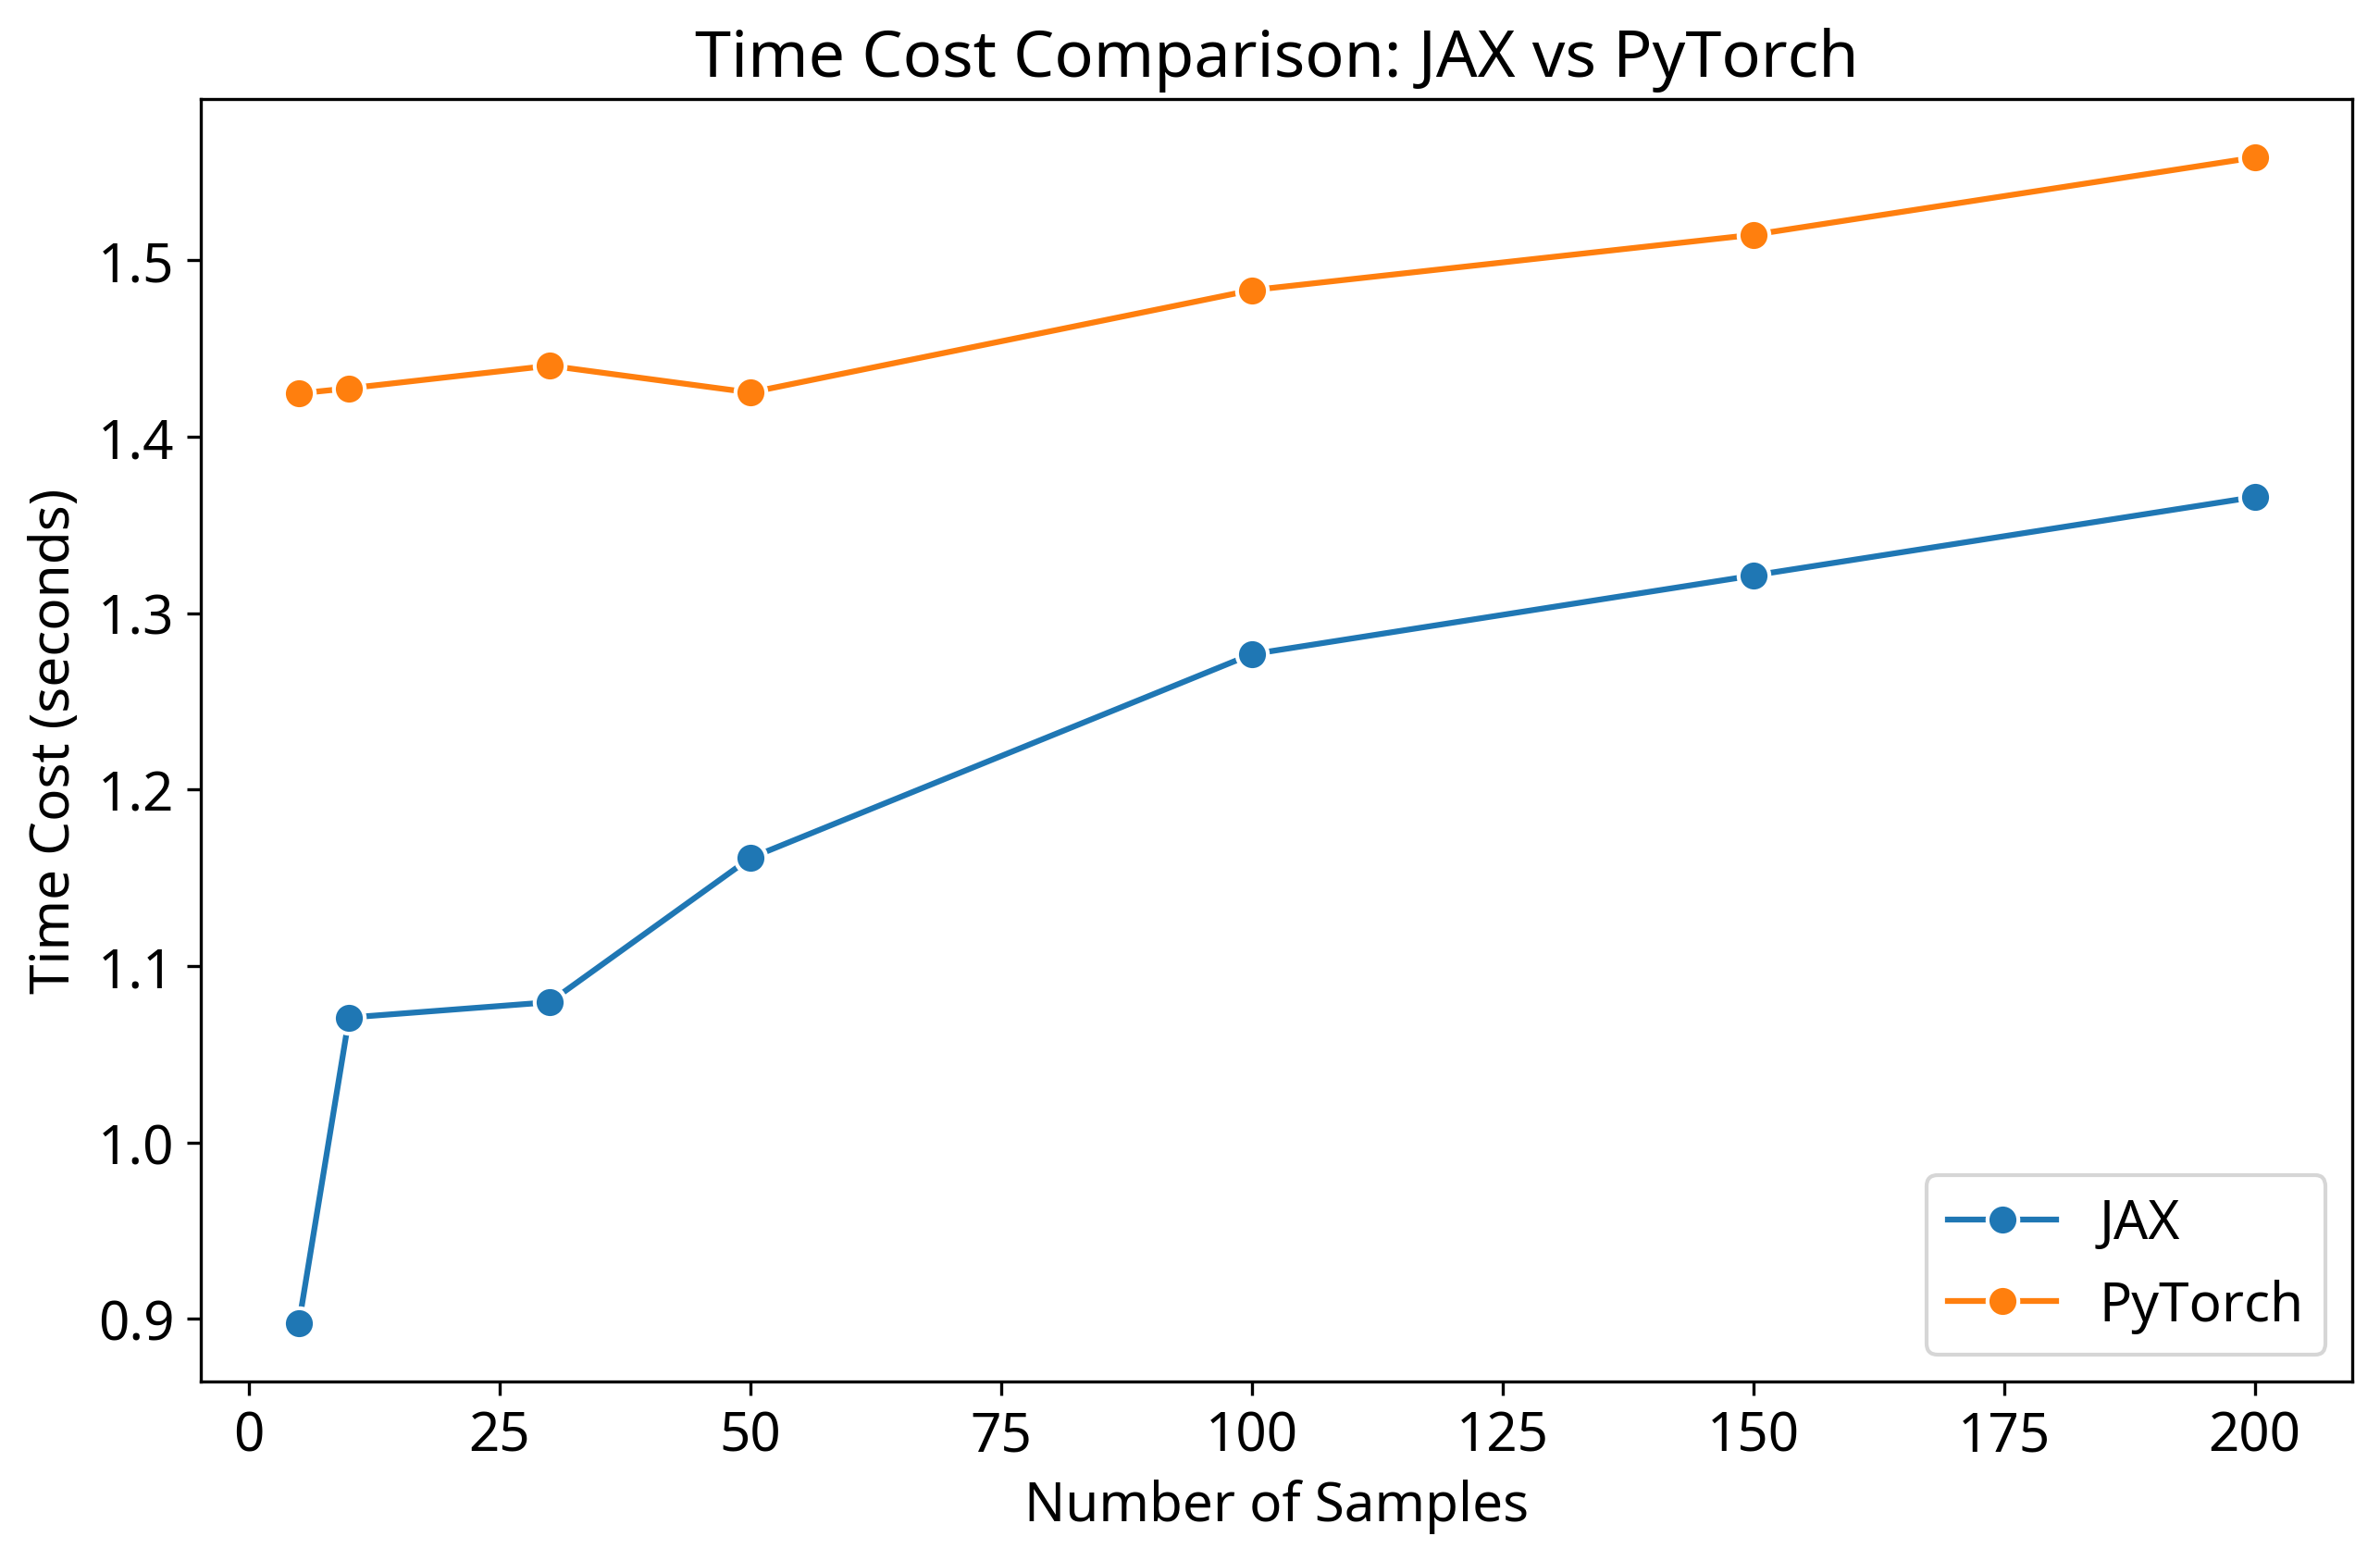 Time Cost Comparison: JAX vs PyTorch
Time Cost (seconds)
1.5
1.4
1.3
1.2
1.1
1.0
0.9
JAX
PyTorch
0 25 50 75 100 125 150 175 200
Number of Samples